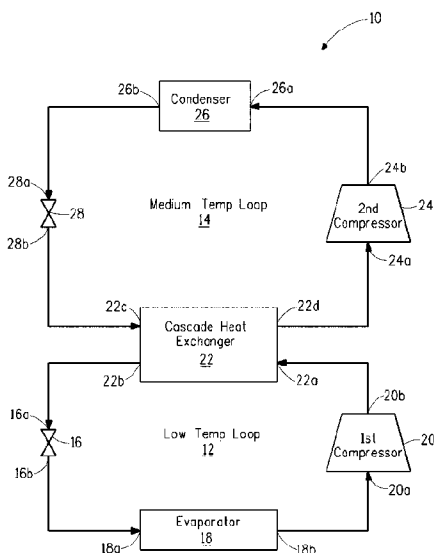 10
26b
Condenser
26
26a
28a
28
28b
Medium Temp Loop
14
24b
2nd
Compressor
24
24a
22c
Cascade Heat
Exchanger
22
22d
22b
22a
16a
16
16b
Low Temp Loop
12
20b
1st
Compressor
20
20a
Evaporator
18
18a
18b